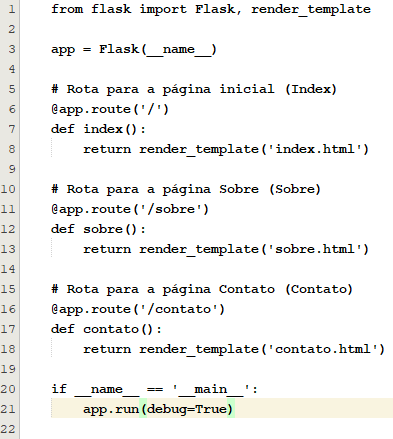 1 from flask import Flask, render_template
2
3 app = Flask(__name__)
4
5 # Rota para a página inicial (Index)
6 @app.route('/')
7 def index():
8     return render_template('index.html')
9
10 # Rota para a página Sobre (Sobre)
11 @app.route('/sobre')
12 def sobre():
13     return render_template('sobre.html')
14
15 # Rota para a página Contato (Contato)
16 @app.route('/contato')
17 def contato():
18     return render_template('contato.html')
19
20 if __name__ == '__main__':
21     app.run(debug=True)
22